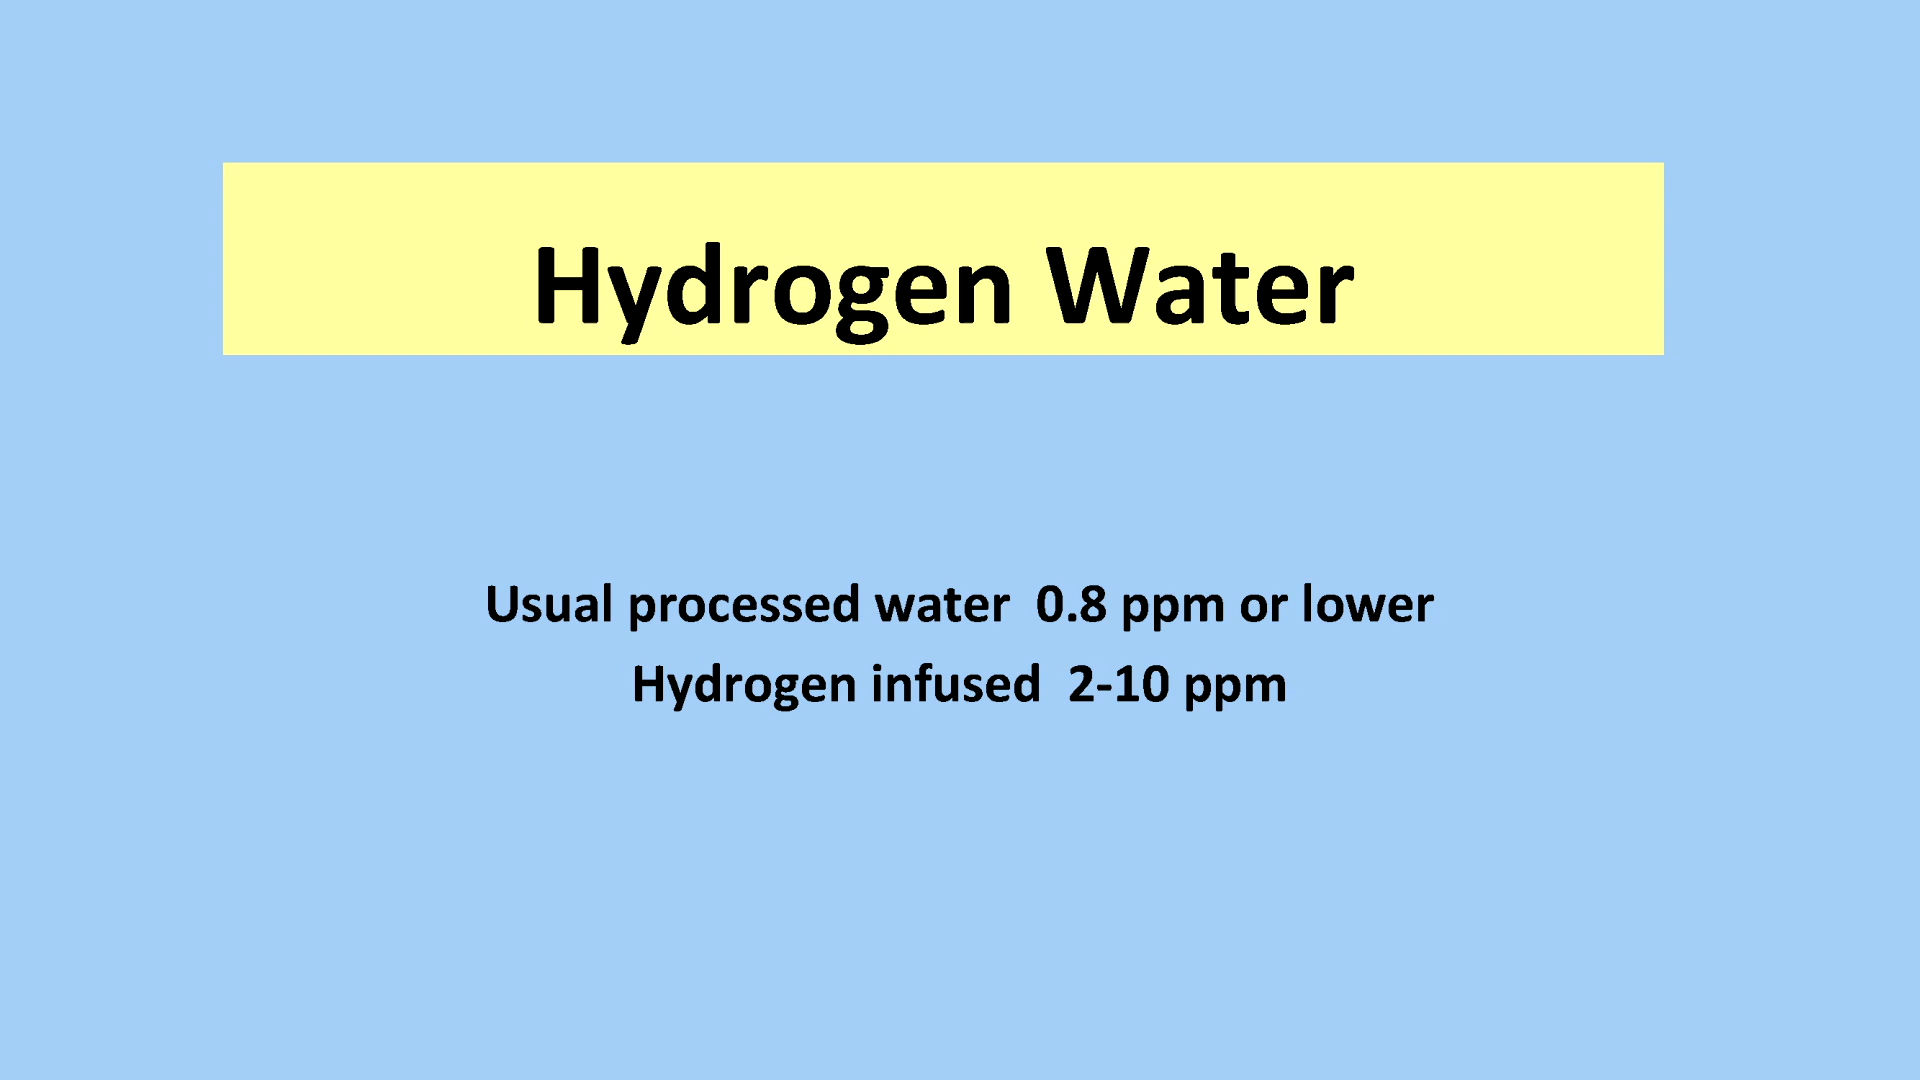 Hydrogen Water
Usual processed water  0.8 ppm or lower
Hydrogen infused  2-10 ppm